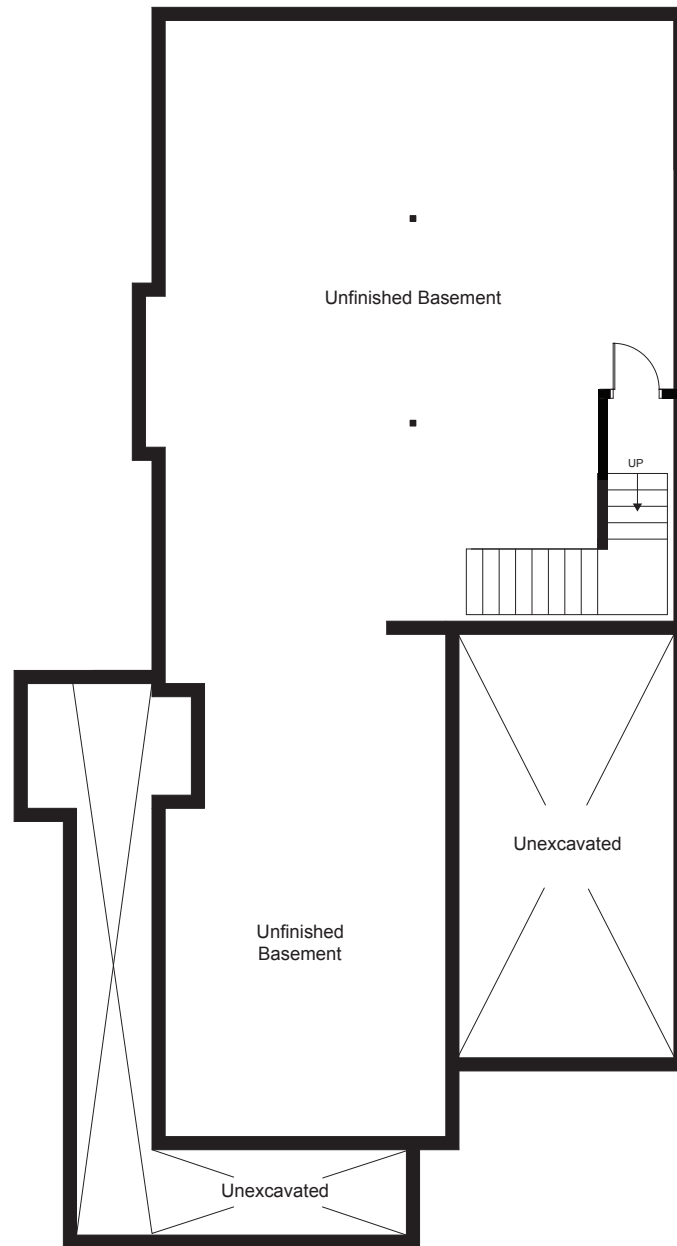 Unfinished Basement
UP
Unexcavated
Unfinished
Basement
Unexcavated